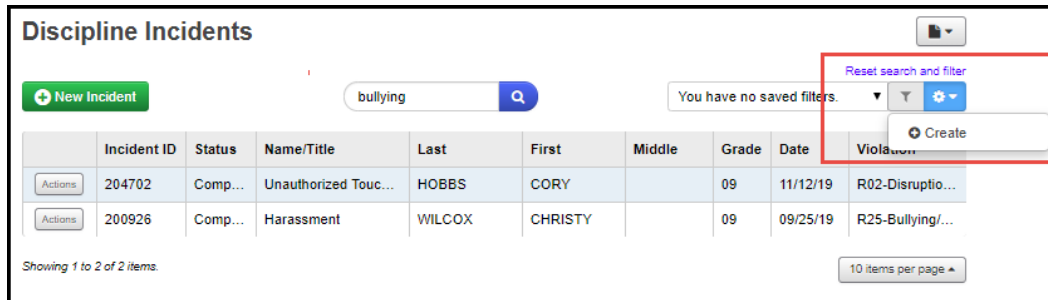 Discipline Incidents
Reset search and filter
New Incident bullying You have no saved filters.
Create
Incident ID Status Name/Title Last First Middle Grade Date Violation
Actions 204702 Comp... Unauthorized Touc... HOBBS CORY 09 11/12/19 R02-Disruptio...
Actions 200926 Comp... Harassment WILCOX CHRISTY 09 09/25/19 R25-Bullying/...
Showing 1 to 2 of 2 items. 10 items per page